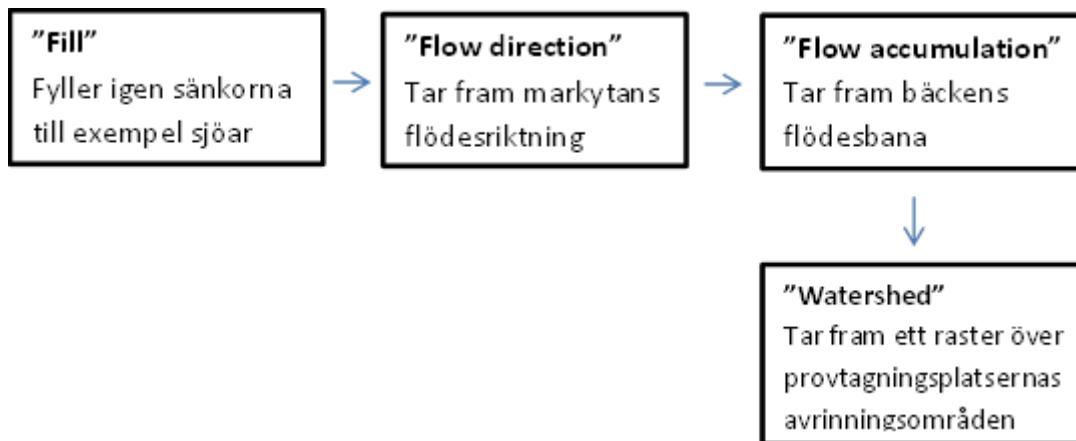 ”Fill”
Fyller igen sänkorna
till exempel sjöar
”Flow direction”
Tar fram markytans
flödesriktning
”Flow accumulation”
Tar fram bäckens
flödesbana
”Watershed”
Tar fram ett raster över
provtagningsplatsernas
avrinningsområden